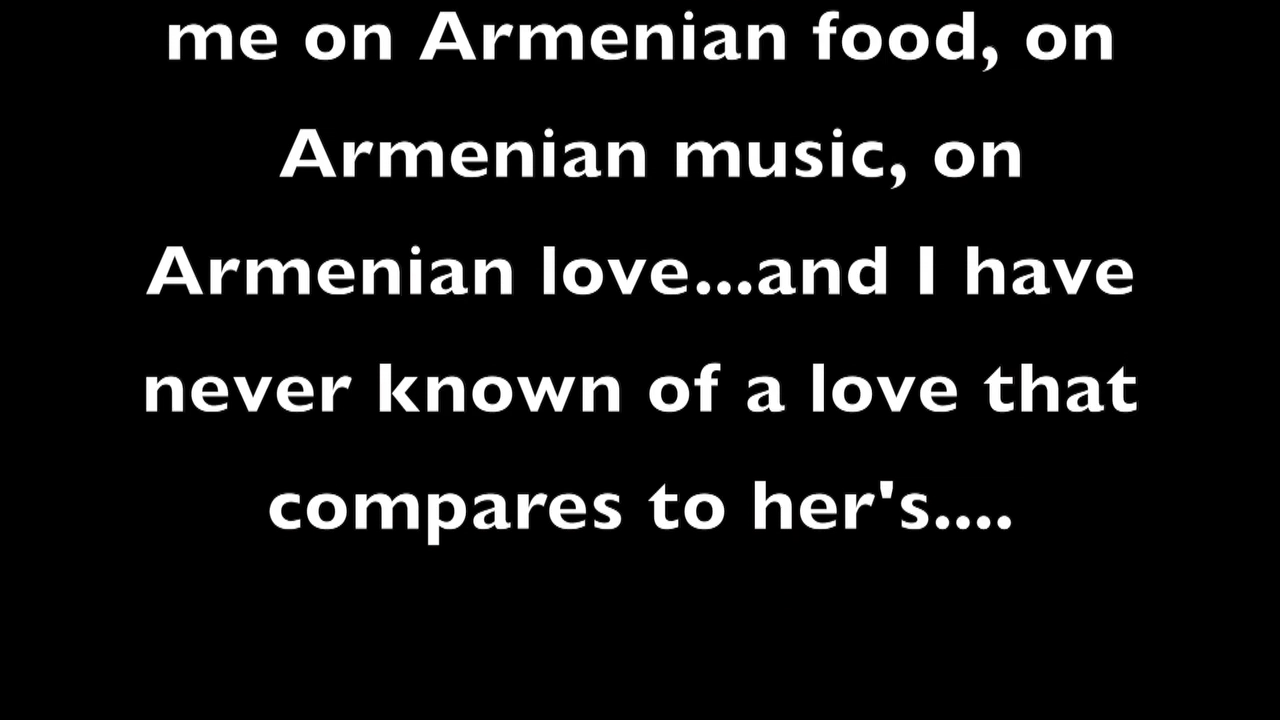 me on Armenian food, on
Armenian music, on
Armenian love...and I have
never known of a love that
compares to her's....